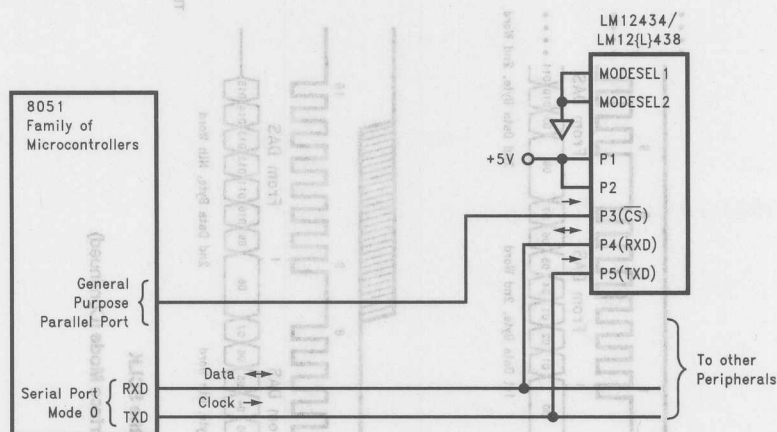 LM12434/
LM12{L}438
MODESEL1
MODESEL2
+5V
P1
P2
P3(CS)
P4(RXD)
P5(TXD)
8051
Family of
Microcontrollers
General
Purpose
Parallel Port
Serial Port
Mode 0
RXD
TXD
Data
Clock
To other
Peripherals